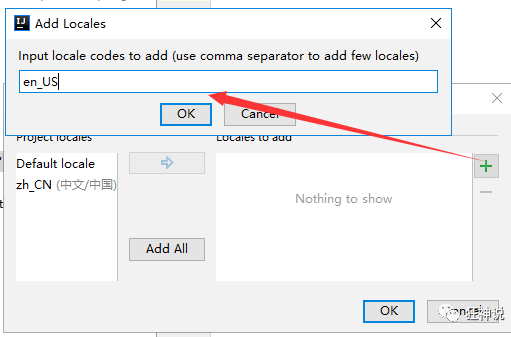 Add Locales
Input locale codes to add (use comma separator to add few locales)
en_US
OK
Cancel
Project locales
Locales to add
Default locale
zh_CN (中文/中国)
Nothing to show
Add All
OK
狂神说